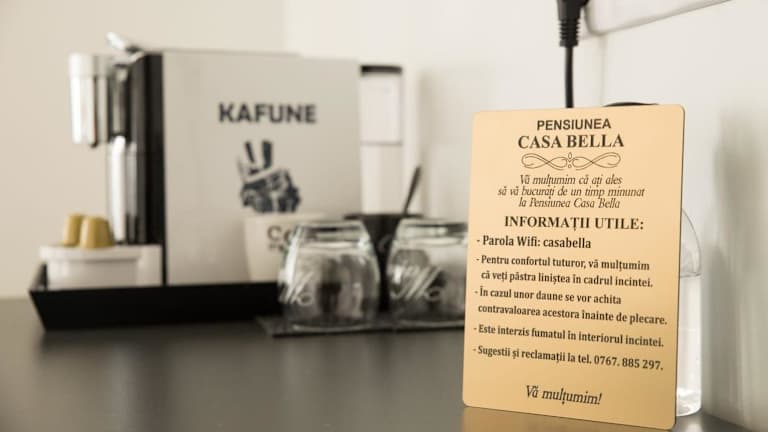 KAFUNE
PENSIUNEA
CASA BELLA
Vă mulțumim că ați ales
să vă bucurați de un timp minunat
la Pensiunea Casa Bella
INFORMAȚII UTILE:
- Parola Wifi: casabella
- Pentru confortul tuturor, vă mulțumim
că veți păstra liniștea în cadrul incintei.
- În cazul unor daune se vor achita
contravaloarea acestora înainte de plecare.
- Este interzis fumatul în interiorul incintei.
- Sugestii și reclamații la tel. 0767. 885 297.
Vă mulțumim!